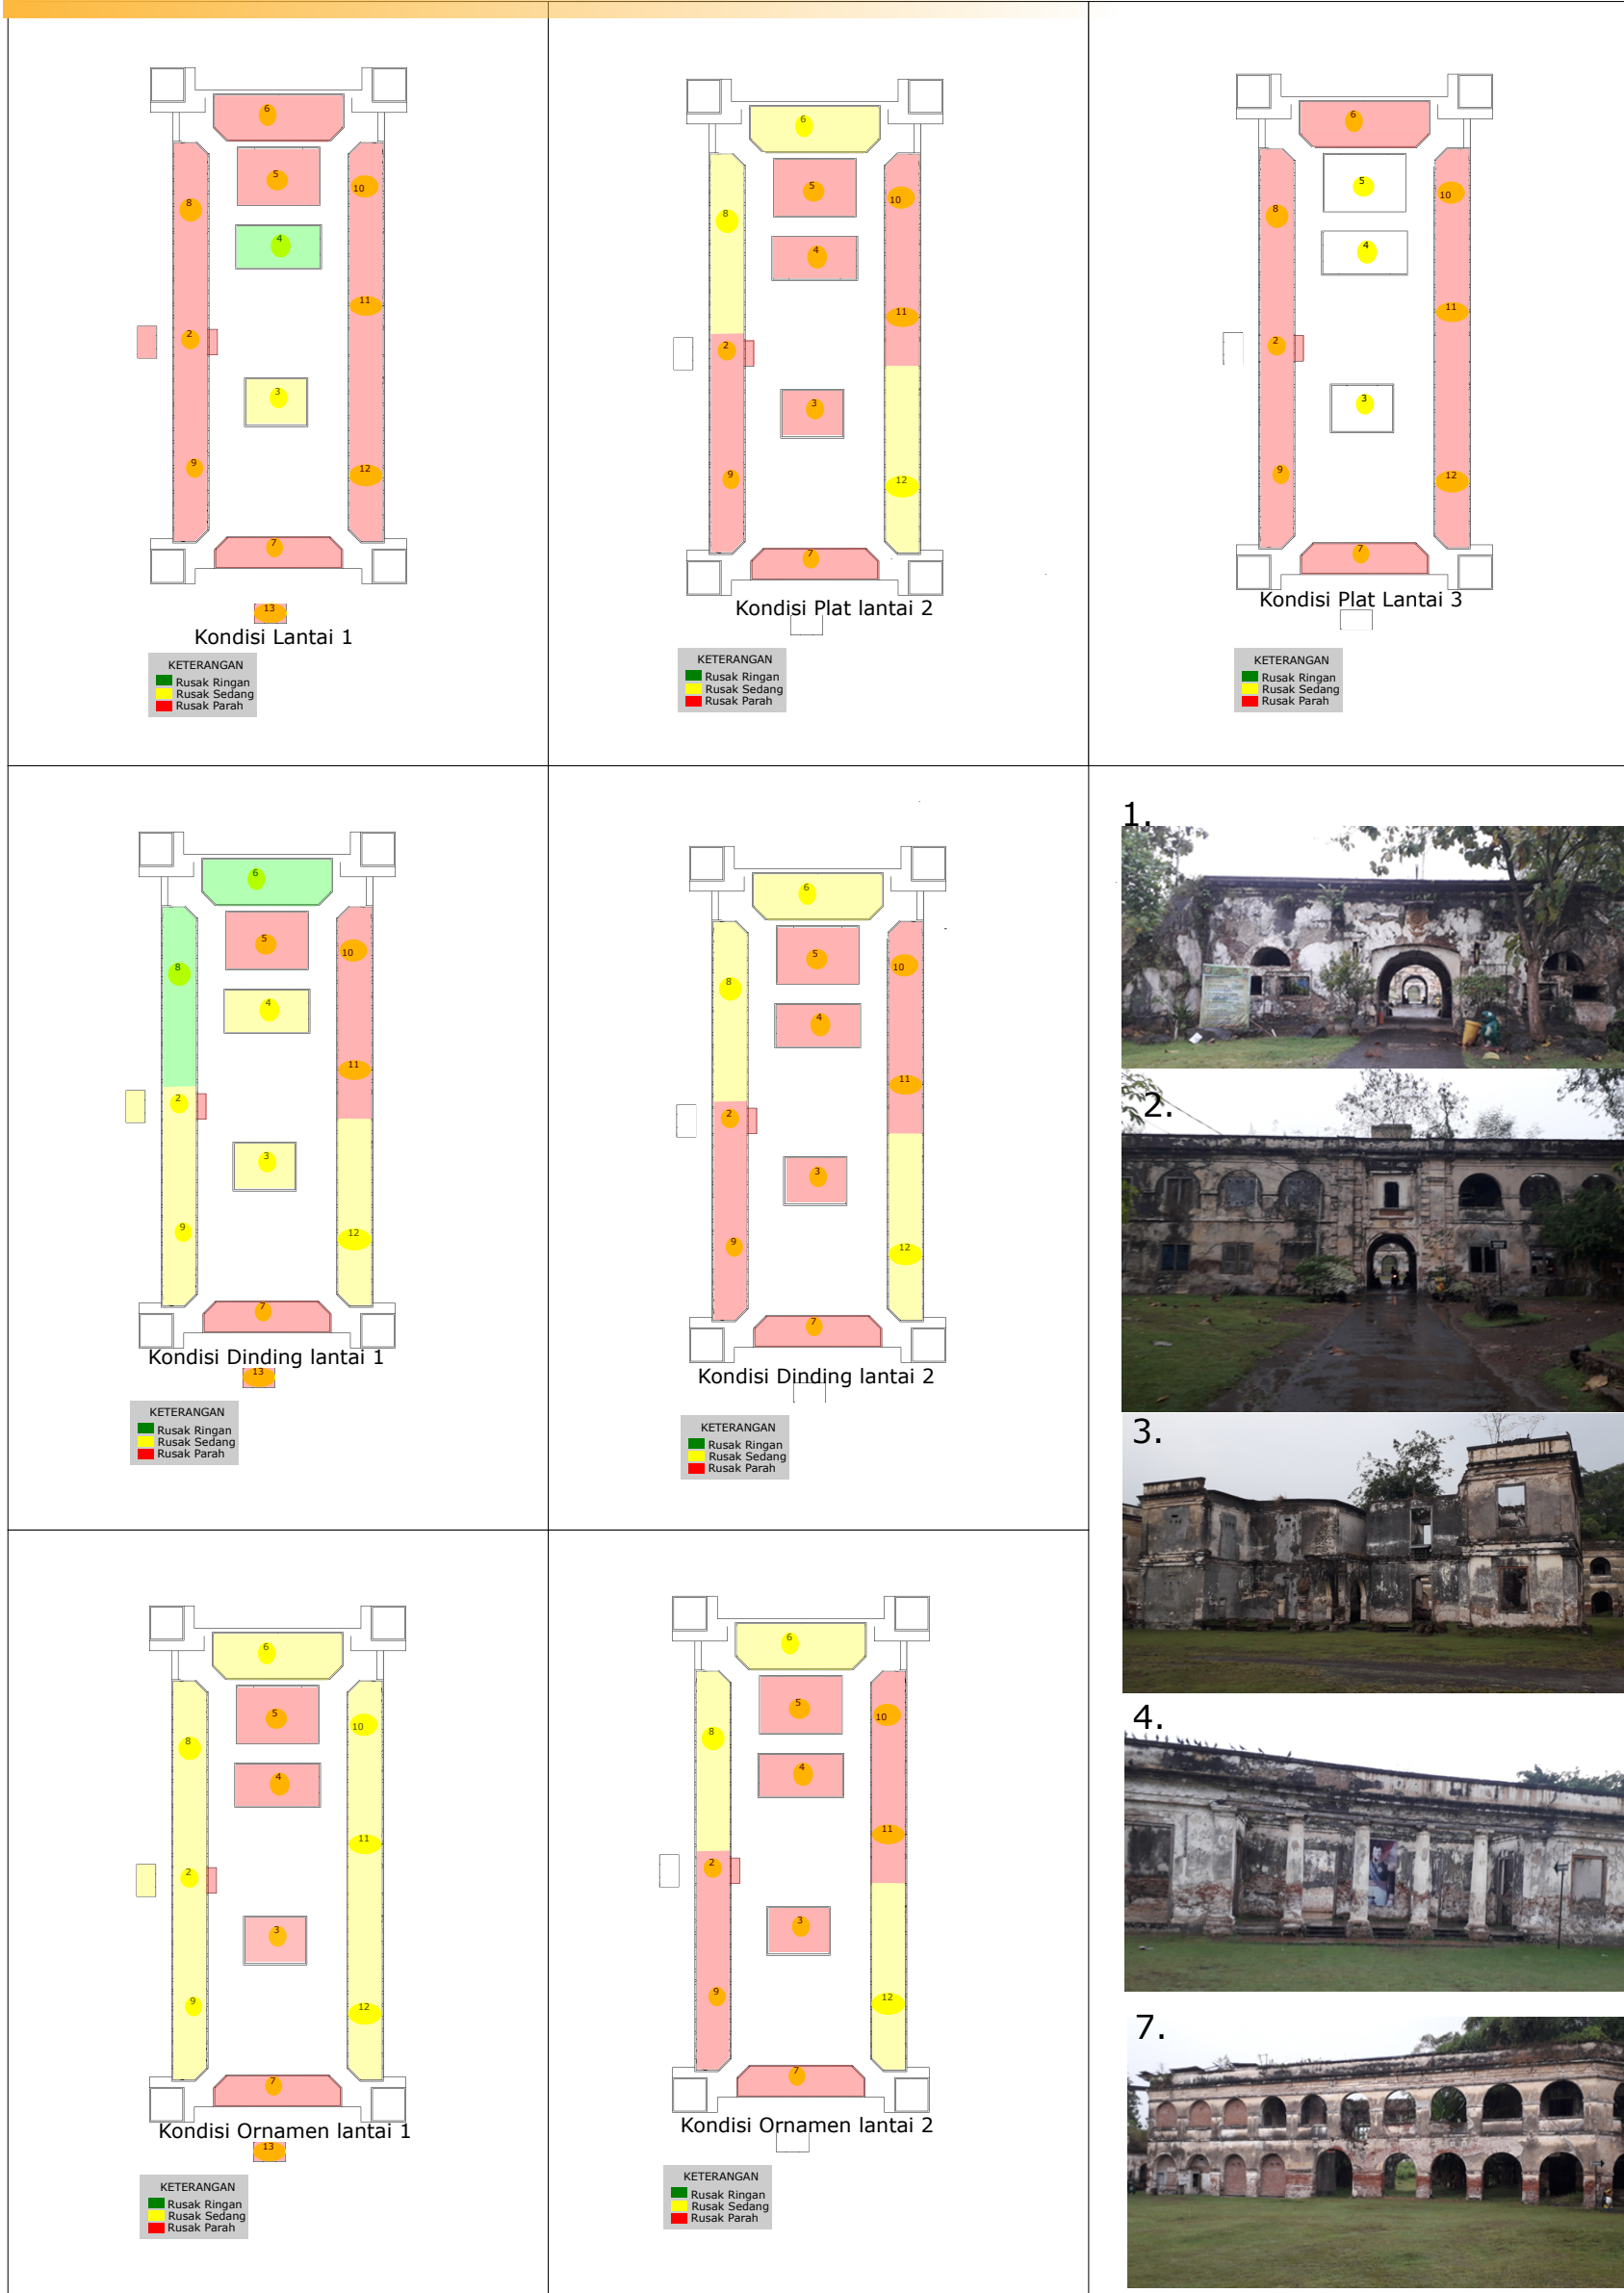 6
5
10
8
4
11
2
3
9
12
7
13
Kondisi Lantai 1
KETERANGAN
Rusak Ringan
Rusak Sedang
Rusak Parah
6
5
10
8
4
11
2
3
9
12
7
Kondisi Plat lantai 2
KETERANGAN
Rusak Ringan
Rusak Sedang
Rusak Parah
6
5
10
8
4
11
2
3
9
12
7
Kondisi Plat Lantai 3
KETERANGAN
Rusak Ringan
Rusak Sedang
Rusak Parah
6
5
10
8
4
11
2
3
9
12
7
Kondisi Dinding lantai 1
13
KETERANGAN
Rusak Ringan
Rusak Sedang
Rusak Parah
6
5
10
8
4
11
2
3
9
12
7
Kondisi Dinding lantai 2
KETERANGAN
Rusak Ringan
Rusak Sedang
Rusak Parah
1.
2.
3.
4.
7.
6
5
10
8
4
11
2
3
9
12
7
Kondisi Ornamen lantai 1
13
KETERANGAN
Rusak Ringan
Rusak Sedang
Rusak Parah
6
5
10
8
4
11
2
3
9
12
7
Kondisi Ornamen lantai 2
KETERANGAN
Rusak Ringan
Rusak Sedang
Rusak Parah